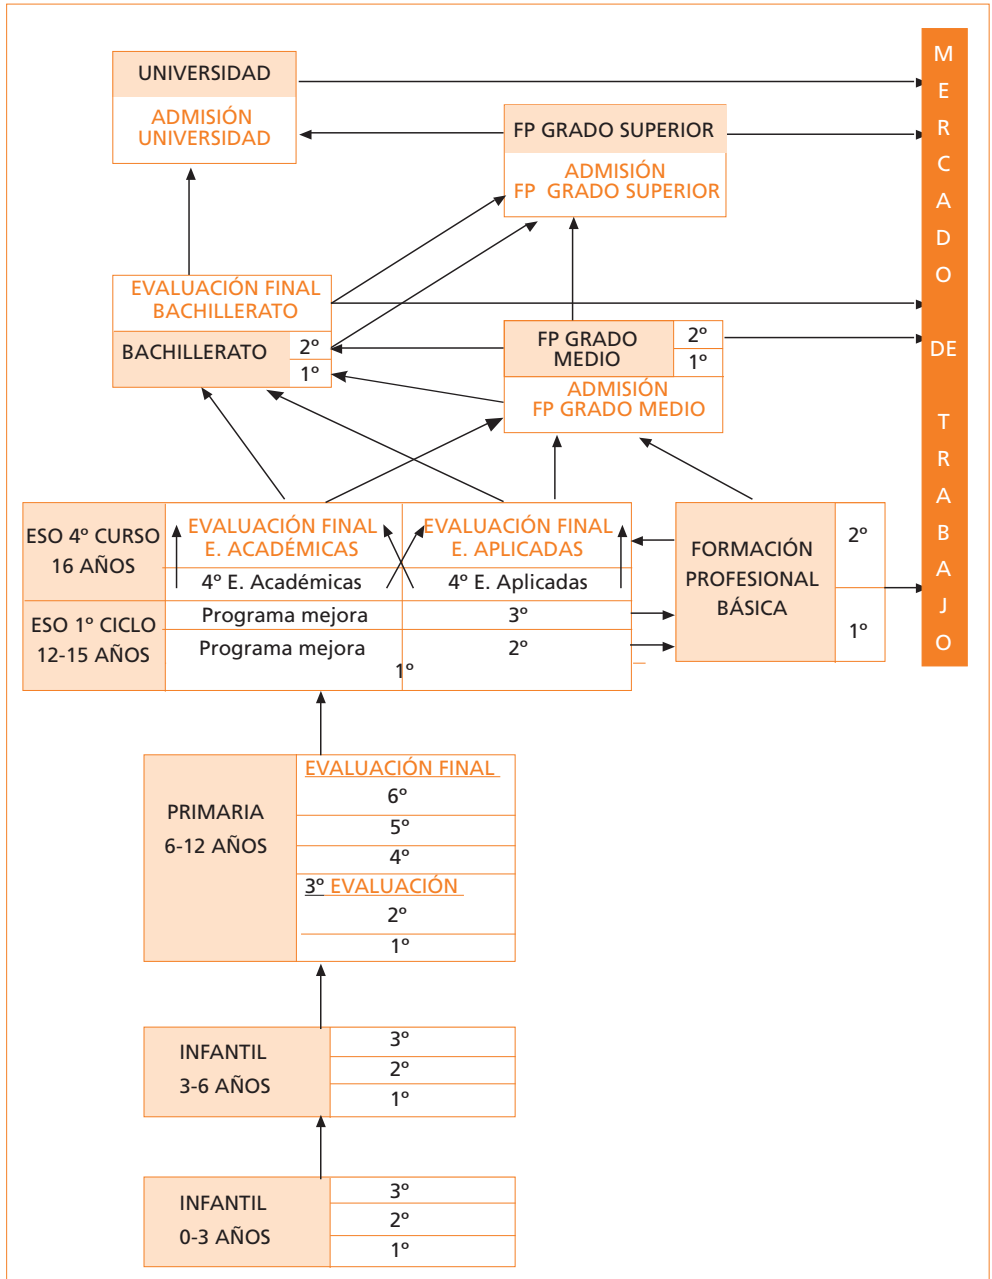 UNIVERSIDAD
ADMISIÓN
UNIVERSIDAD
FP GRADO SUPERIOR
ADMISIÓN
FP GRADO SUPERIOR
EVALUACIÓN FINAL
BACHILLERATO
BACHILLERATO
2º
1º
FP GRADO
MEDIO
2º
1º
ADMISIÓN
FP GRADO MEDIO
ESO 4º CURSO
16 AÑOS
EVALUACIÓN FINAL
E. ACADÉMICAS
EVALUACIÓN FINAL
E. APLICADAS
4º E. Académicas
4º E. Aplicadas
ESO 1º CICLO
12-15 AÑOS
Programa mejora
3º
Programa mejora
2º
1º
FORMACIÓN
PROFESIONAL
BÁSICA
2º
1º
MERCADO DE TRABAJO
PRIMARIA
6-12 AÑOS
EVALUACIÓN FINAL
6º
5º
4º
3º EVALUACIÓN
2º
1º
INFANTIL
3-6 AÑOS
3º
2º
1º
INFANTIL
0-3 AÑOS
3º
2º
1º